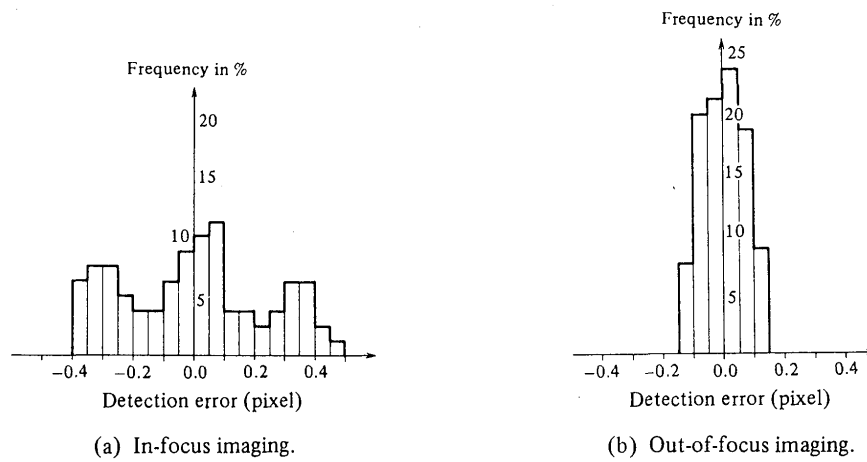 Frequency in %
20
15
10
5
−0.4 −0.2 0.0 0.2 0.4
Detection error (pixel)
(a) In-focus imaging.
Frequency in %
25
20
15
10
5
−0.4 −0.2 0.0 0.2 0.4
Detection error (pixel)
(b) Out-of-focus imaging.